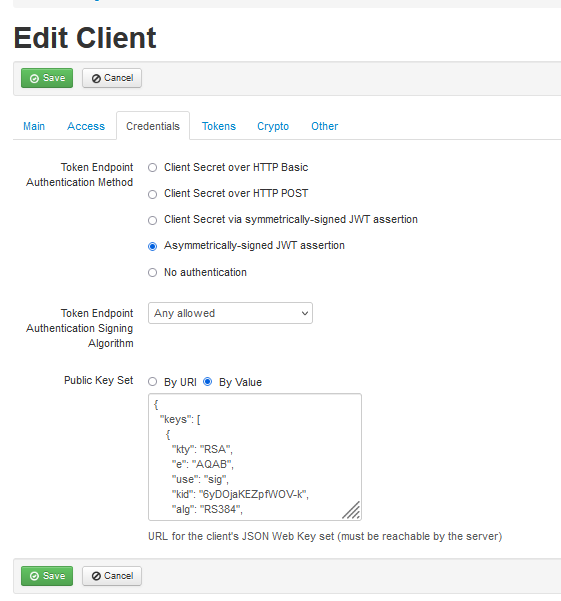 Edit Client
Save Cancel
Main Access Credentials Tokens Crypto Other
Token Endpoint
Authentication Method
Client Secret over HTTP Basic
Client Secret over HTTP POST
Client Secret via symmetrically-signed JWT assertion
Asymmetrically-signed JWT assertion
No authentication
Token Endpoint
Authentication Signing
Algorithm
Any allowed
Public Key Set
By URI By Value
{
"keys": [
{
"kty": "RSA",
"e": "AQAB",
"use": "sig",
"kid": "6yDOjaKEZpfWOV-k",
"alg": "RS384",
URL for the client's JSON Web Key set (must be reachable by the server)
Save Cancel